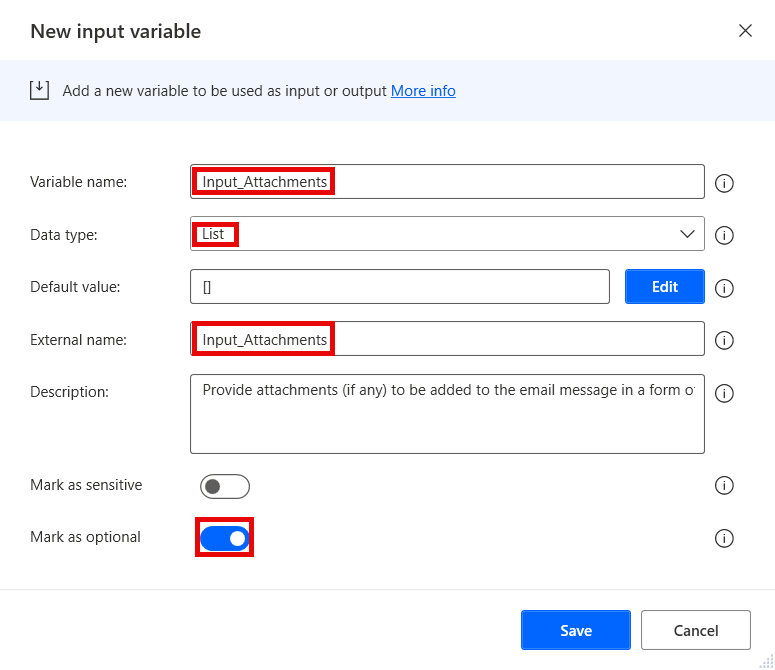 New input variable
Add a new variable to be used as input or output More info
Variable name: Input_Attachments
Data type: List
Default value: [] Edit
External name: Input_Attachments
Description: Provide attachments (if any) to be added to the email message in a form o
Mark as sensitive
Mark as optional
Save Cancel